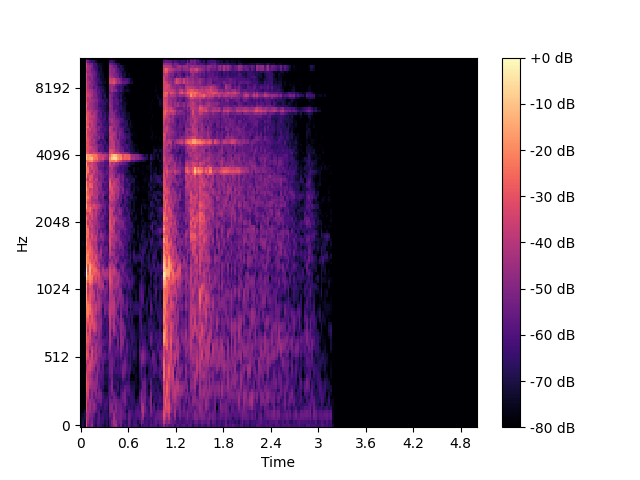 +0 dB
8192
-10 dB
4096
-20 dB
-30 dB
2048
Hz
-40 dB
1024
-50 dB
512
-60 dB
-70 dB
0
-80 dB
0 0.6 1.2 1.8 2.4 3 3.6 4.2 4.8
Time